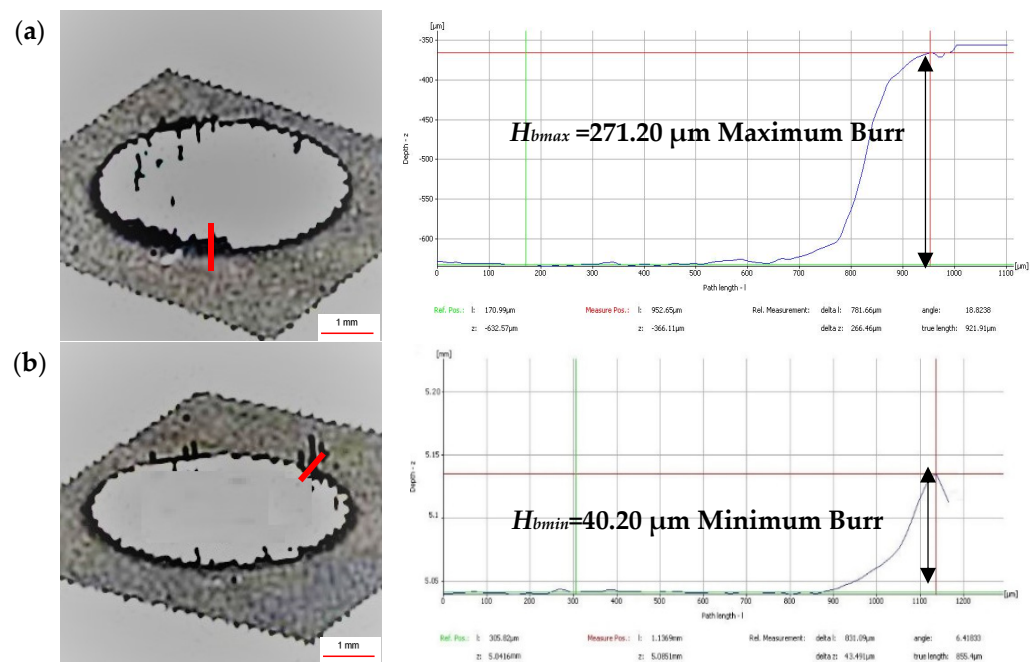 (a)
[µm]
-350
-400
-450
-500
-550
-600
Depth - z
Hbmax =271.20 µm Maximum Burr
0 100 200 300 400 500 600 700 800 900 1000 1100 [µm]
Path length - l
Ref. Pos.: l: 170.99µm Measure Pos.: l: 952.65µm Rel. Measurement: delta l: 781.66µm angle: 18.8238
z: -632.57µm z: -366.11µm delta z: 266.46µm true length: 921.91µm
1 mm
(b)
[mm]
5.20
5.15
5.1
5.05
Depth - z
Hbmin=40.20 µm Minimum Burr
0 100 200 300 400 500 600 700 800 900 1000 1100 1200 [µm]
Path length - l
Ref. Pos.: l: 305.82µm Measure Pos.: l: 1.1369mm Rel. Measurement: delta l: 831.09µm angle: 6.41833
z: 5.0416mm z: 5.0851mm delta z: 43.491µm true length: 855.4µm
1 mm